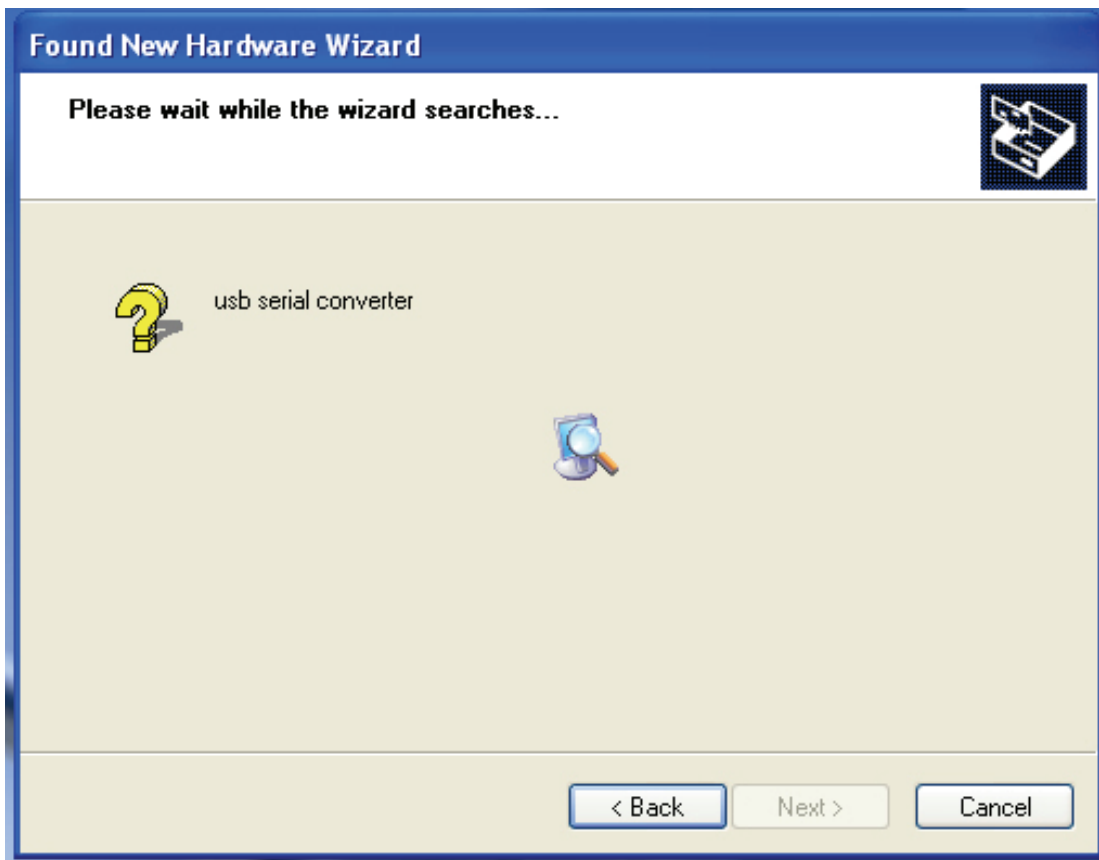 Found New Hardware Wizard
Please wait while the wizard searches...
usb serial converter
< Back
Next >
Cancel